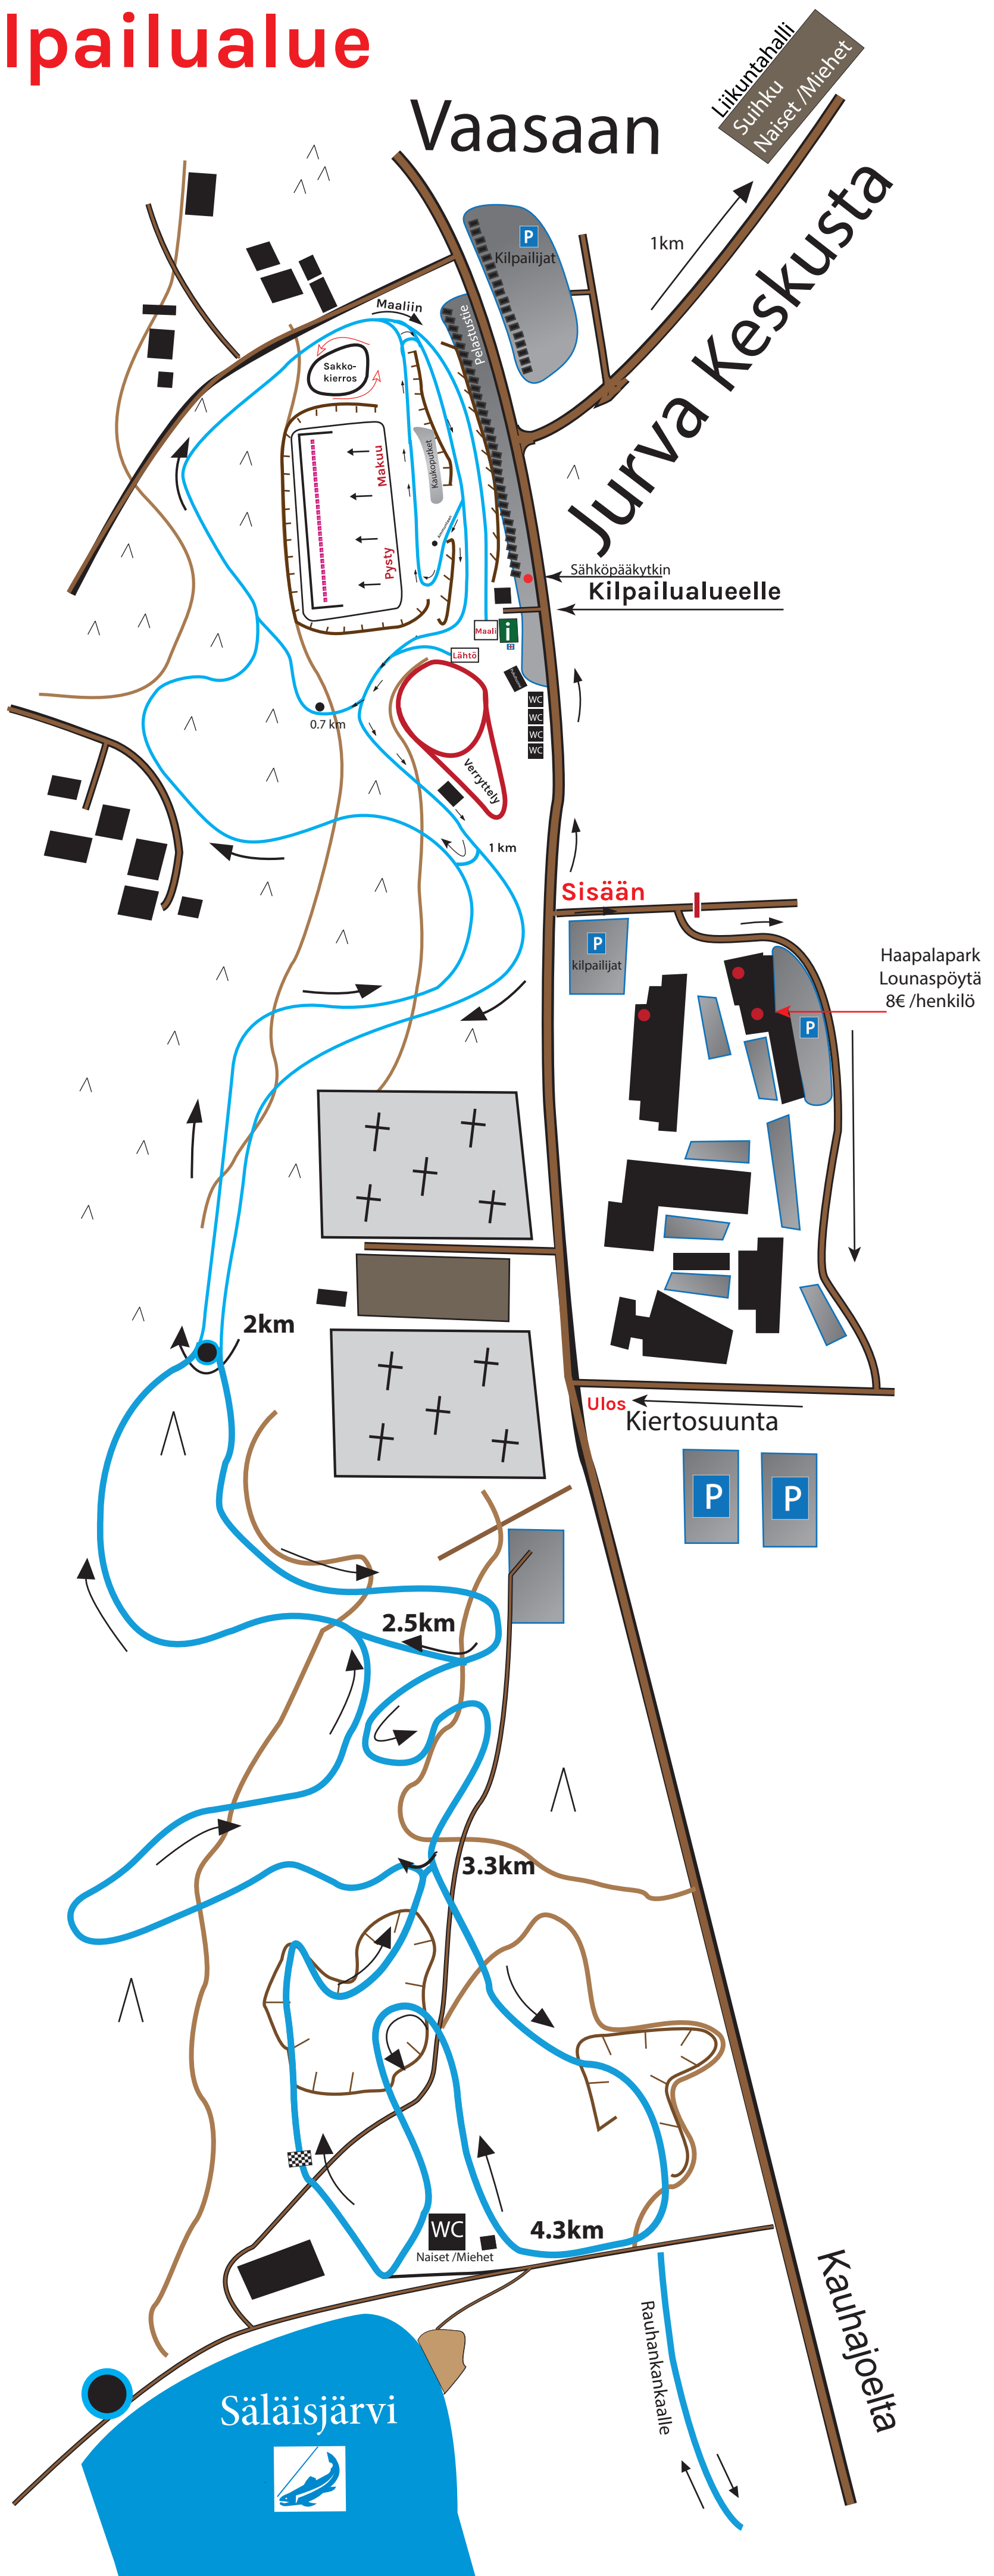 lpailualue
Liikuntahalli
Suihku
Naiset /Miehet
Vaasaan
P
Kilpailijat
1km
Jurva Keskusta
Maaliin
Pelastustie
Sakko-
kierros
Makuu
Kaukoputket
Pysty
Sähköpääkytkin
Kilpailualueelle
Maali
i
Lähtö
WC
WC
WC
WC
0.7 km
Verryttely
1 km
Sisään
P
kilpailijat
Haapalapark
Lounaspöytä
8€ /henkilö
P
2km
Ulos
Kiertosuunta
P
P
2.5km
3.3km
4.3km
WC
Naiset /Miehet
Kauhajoelta
Rauhankankaalle
Säläisjärvi